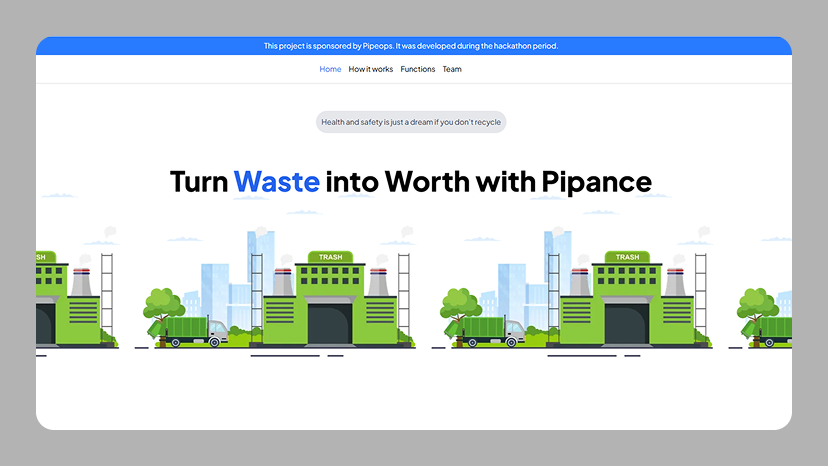 This project is sponsored by Pipeops. It was developed during the hackathon period.
Home How it works Functions Team
Health and safety is just a dream if you don't recycle
Turn Waste into Worth with Pipance
SH TRASH TRASH